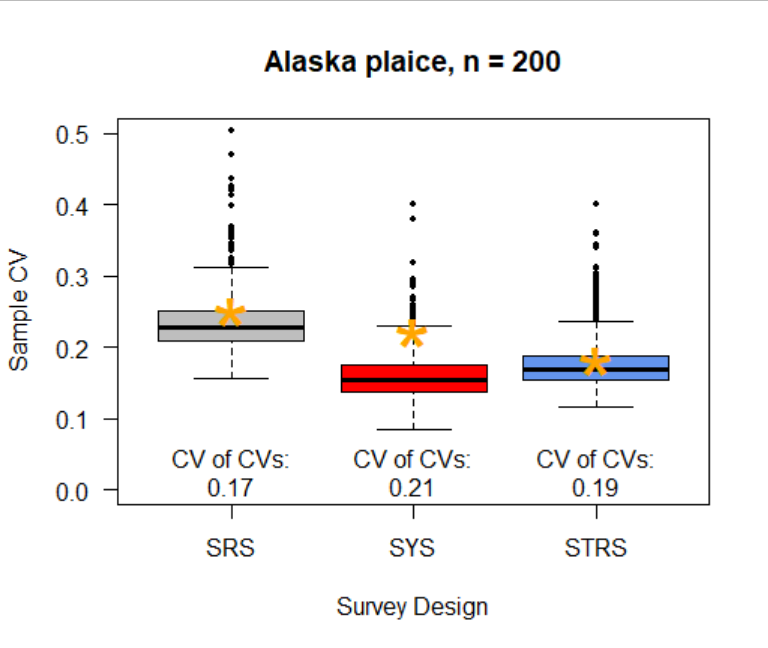 Alaska plaice, n = 200
Sample CV
0.5
0.4
0.3
0.2
0.1
0.0
CV of CVs:
0.17
CV of CVs:
0.21
CV of CVs:
0.19
SRS
SYS
STRS
Survey Design